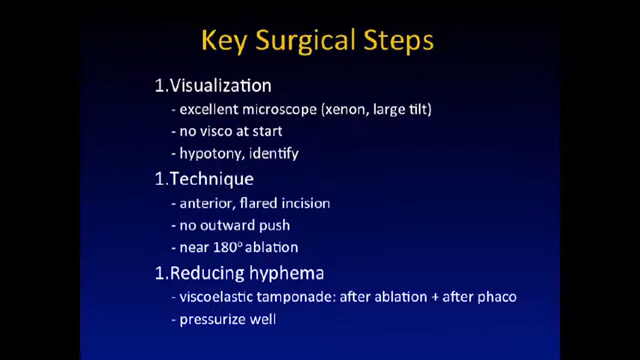 Key Surgical Steps
1.Visualization
- excellent microscope (xenon, large tilt)
- no visco at start
- hypotony, identify
1.Technique
- anterior, flared incision
- no outward push
- near 180° ablation
1.Reducing hyphema
- viscoelastic tamponade: after ablation + after phaco
- pressurize well